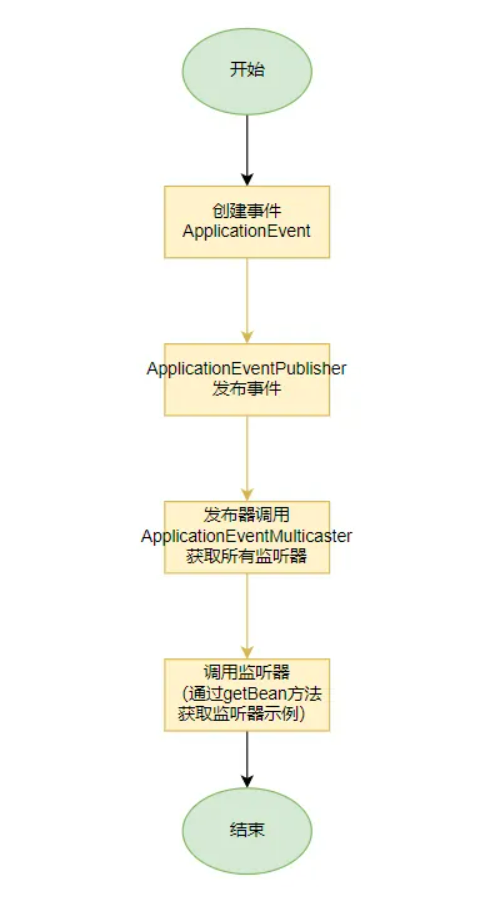 开始
创建事件
ApplicationEvent
ApplicationEventPublisher
发布事件
发布器调用
ApplicationEventMulticaster
获取所有监听器
调用监听器
（通过getBean方法
获取监听器示例）
结束